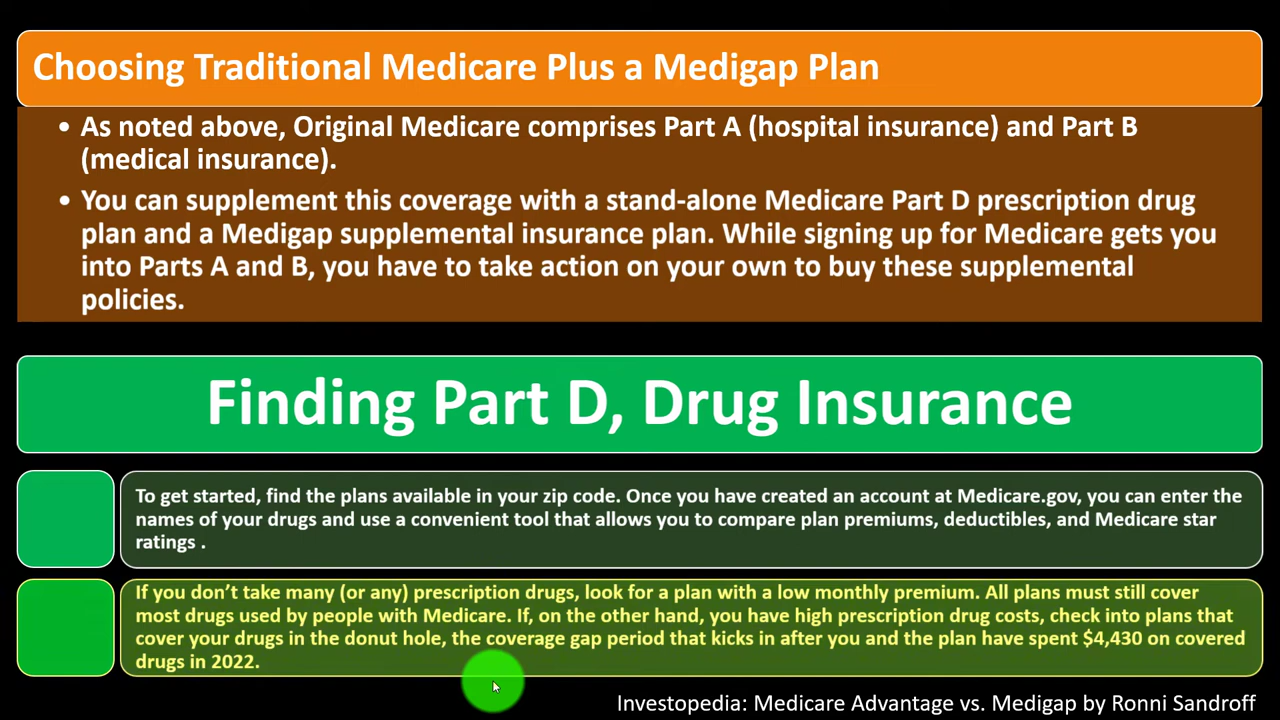 Choosing Traditional Medicare Plus a Medigap Plan
• As noted above, Original Medicare comprises Part A (hospital insurance) and Part B
(medical insurance).
• You can supplement this coverage with a stand-alone Medicare Part D prescription drug
plan and a Medigap supplemental insurance plan. While signing up for Medicare gets you
into Parts A and B, you have to take action on your own to buy these supplemental
policies.
Finding Part D, Drug Insurance
To get started, find the plans available in your zip code. Once you have created an account at Medicare.gov, you can enter the
names of your drugs and use a convenient tool that allows you to compare plan premiums, deductibles, and Medicare star
ratings .
If you don’t take many (or any) prescription drugs, look for a plan with a low monthly premium. All plans must still cover
most drugs used by people with Medicare. If, on the other hand, you have high prescription drug costs, check into plans that
cover your drugs in the donut hole, the coverage gap period that kicks in after you and the plan have spent $4,430 on covered
drugs in 2022.
Investopedia: Medicare Advantage vs. Medigap by Ronni Sandroff